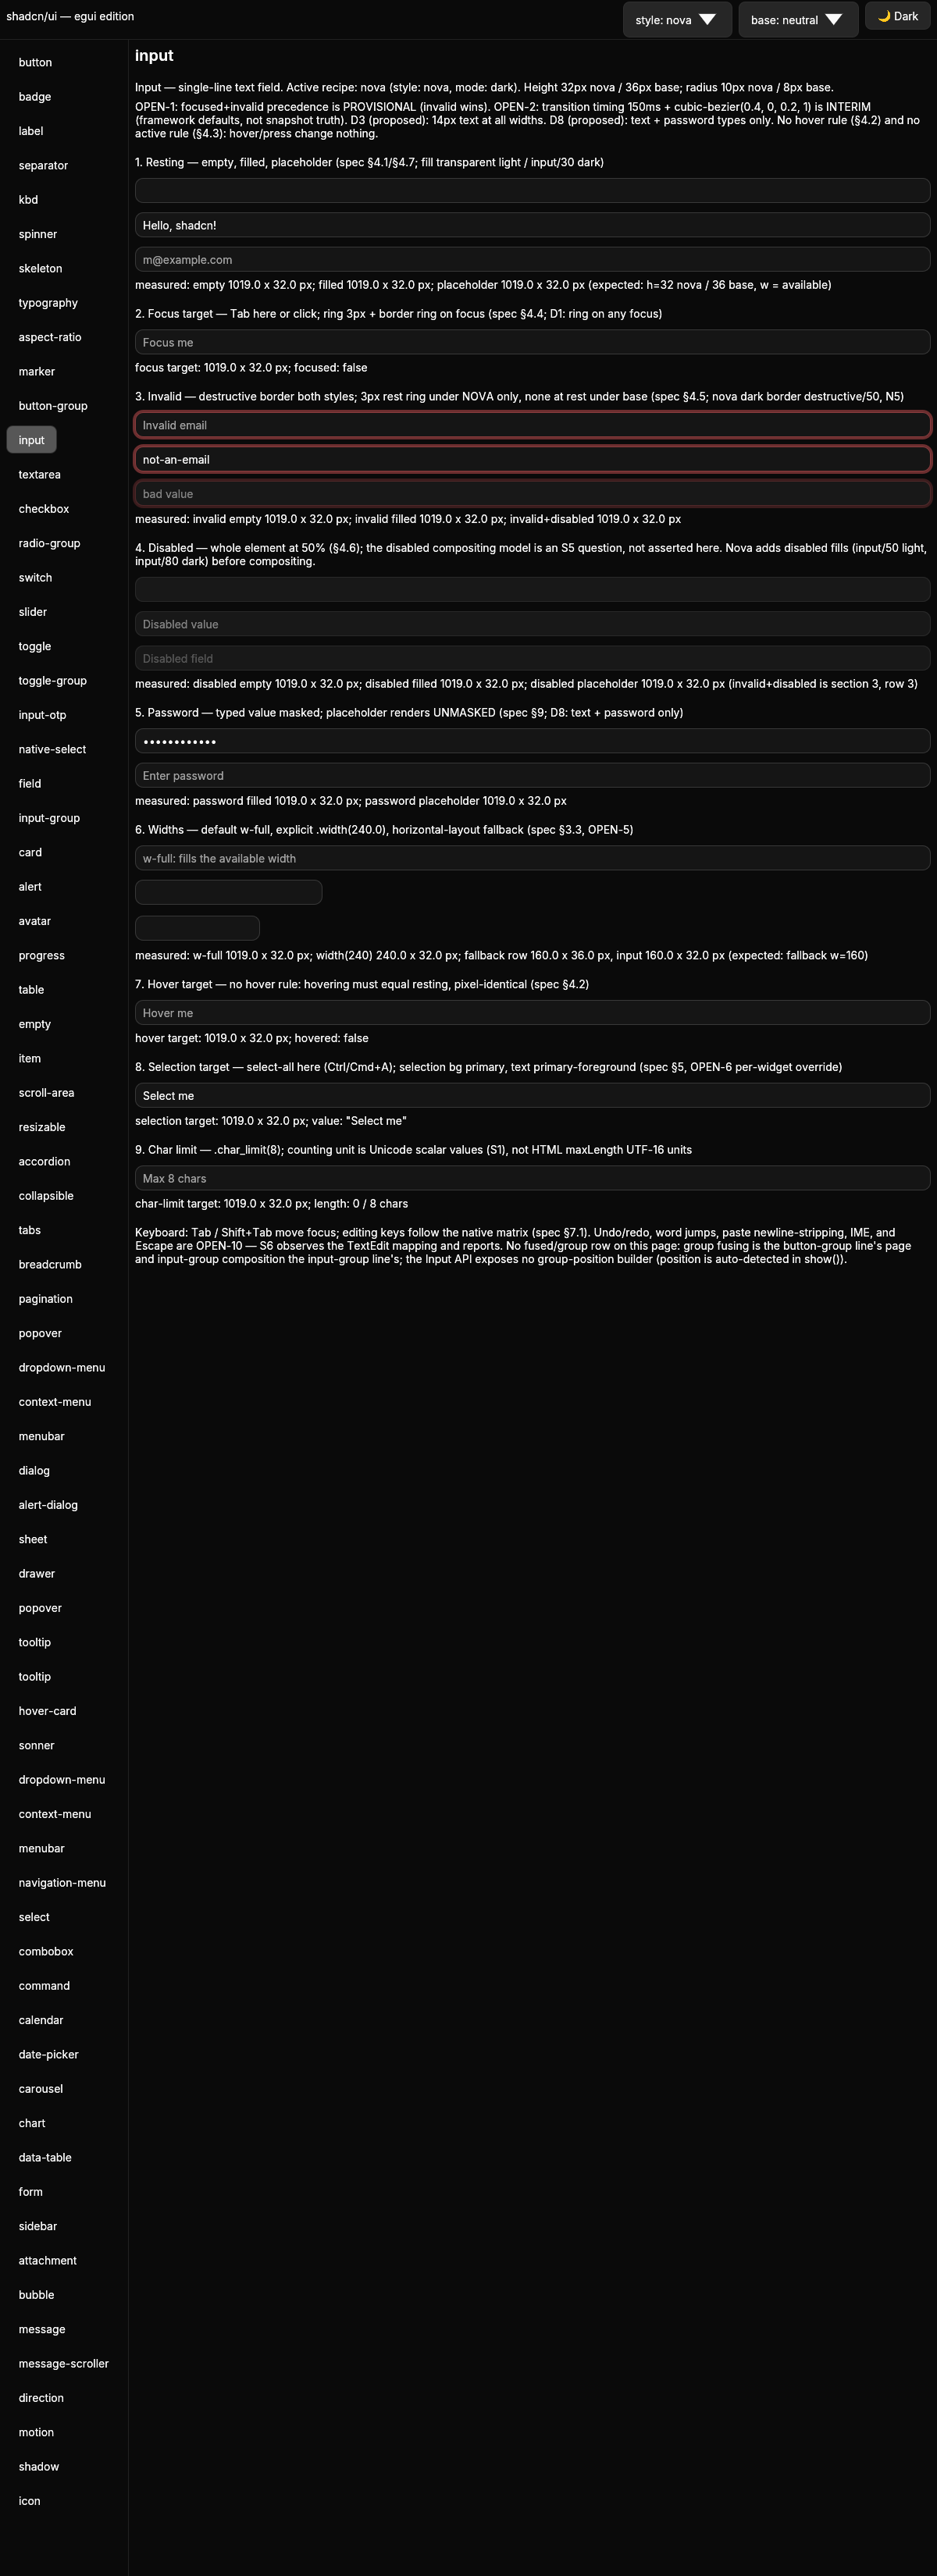 shadcn/ui — egui edition
style: nova
base: neutral
🌙 Dark
button
badge
label
separator
kbd
spinner
skeleton
typography
aspect-ratio
marker
button-group
input
textarea
checkbox
radio-group
switch
slider
toggle
toggle-group
input-otp
native-select
field
input-group
card
alert
avatar
progress
table
empty
item
scroll-area
resizable
accordion
collapsible
tabs
breadcrumb
pagination
popover
dropdown-menu
context-menu
menubar
dialog
alert-dialog
sheet
drawer
popover
tooltip
tooltip
hover-card
sonner
dropdown-menu
context-menu
menubar
navigation-menu
select
combobox
command
calendar
date-picker
carousel
chart
data-table
form
sidebar
attachment
bubble
message
message-scroller
direction
motion
shadow
icon
input
Input — single-line text field. Active recipe: nova (style: nova, mode: dark). Height 32px nova / 36px base; radius 10px nova / 8px base.
OPEN-1: focused+invalid precedence is PROVISIONAL (invalid wins). OPEN-2: transition timing 150ms + cubic-bezier(0.4, 0, 0.2, 1) is INTERIM
(framework defaults, not snapshot truth). D3 (proposed): 14px text at all widths. D8 (proposed): text + password types only. No hover rule (§4.2) and no
active rule (§4.3): hover/press change nothing.
1. Resting — empty, filled, placeholder (spec §4.1/§4.7; fill transparent light / input/30 dark)
Hello, shadcn!
m@example.com
measured: empty 1019.0 x 32.0 px; filled 1019.0 x 32.0 px; placeholder 1019.0 x 32.0 px (expected: h=32 nova / 36 base, w = available)
2. Focus target — Tab here or click; ring 3px + border ring on focus (spec §4.4; D1: ring on any focus)
Focus me
focus target: 1019.0 x 32.0 px; focused: false
3. Invalid — destructive border both styles; 3px rest ring under NOVA only, none at rest under base (spec §4.5; nova dark border destructive/50, N5)
Invalid email
not-an-email
bad value
measured: invalid empty 1019.0 x 32.0 px; invalid filled 1019.0 x 32.0 px; invalid+disabled 1019.0 x 32.0 px
4. Disabled — whole element at 50% (§4.6); the disabled compositing model is an S5 question, not asserted here. Nova adds disabled fills (input/50 light,
input/80 dark) before compositing.
Disabled value
Disabled field
measured: disabled empty 1019.0 x 32.0 px; disabled filled 1019.0 x 32.0 px; disabled placeholder 1019.0 x 32.0 px (invalid+disabled is section 3, row 3)
5. Password — typed value masked; placeholder renders UNMASKED (spec §9; D8: text + password only)
••••••••••••
Enter password
measured: password filled 1019.0 x 32.0 px; password placeholder 1019.0 x 32.0 px
6. Widths — default w-full, explicit .width(240.0), horizontal-layout fallback (spec §3.3, OPEN-5)
w-full: fills the available width
measured: w-full 1019.0 x 32.0 px; width(240) 240.0 x 32.0 px; fallback row 160.0 x 36.0 px, input 160.0 x 32.0 px (expected: fallback w=160)
7. Hover target — no hover rule: hovering must equal resting, pixel-identical (spec §4.2)
Hover me
hover target: 1019.0 x 32.0 px; hovered: false
8. Selection target — select-all here (Ctrl/Cmd+A); selection bg primary, text primary-foreground (spec §5, OPEN-6 per-widget override)
Select me
selection target: 1019.0 x 32.0 px; value: "Select me"
9. Char limit — .char_limit(8); counting unit is Unicode scalar values (S1), not HTML maxLength UTF-16 units
Max 8 chars
char-limit target: 1019.0 x 32.0 px; length: 0 / 8 chars
Keyboard: Tab / Shift+Tab move focus; editing keys follow the native matrix (spec §7.1). Undo/redo, word jumps, paste newline-stripping, IME, and
Escape are OPEN-10 — S6 observes the TextEdit mapping and reports. No fused/group row on this page: group fusing is the button-group line's page
and input-group composition the input-group line's; the Input API exposes no group-position builder (position is auto-detected in show()).